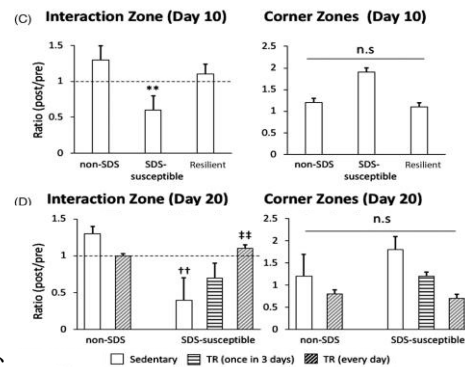 (C) Interaction Zone (Day 10)
Corner Zones (Day 10)
Ratio (post/pre)
1.5
1
0.5
0
**
non-SDS
SDS-
susceptible
Resilient
n.s
2.5
2
1.5
1
0.5
0
non-SDS
SDS-
susceptible
Resilient
(D) Interaction Zone (Day 20)
Corner Zones (Day 20)
Ratio (post/pre)
1.5
1
0.5
0
††
‡‡
non-SDS
SDS-susceptible
n.s
2.5
2
1.5
1
0.5
0
non-SDS
SDS-susceptible
Sedentary TR (once in 3 days) TR (every day)